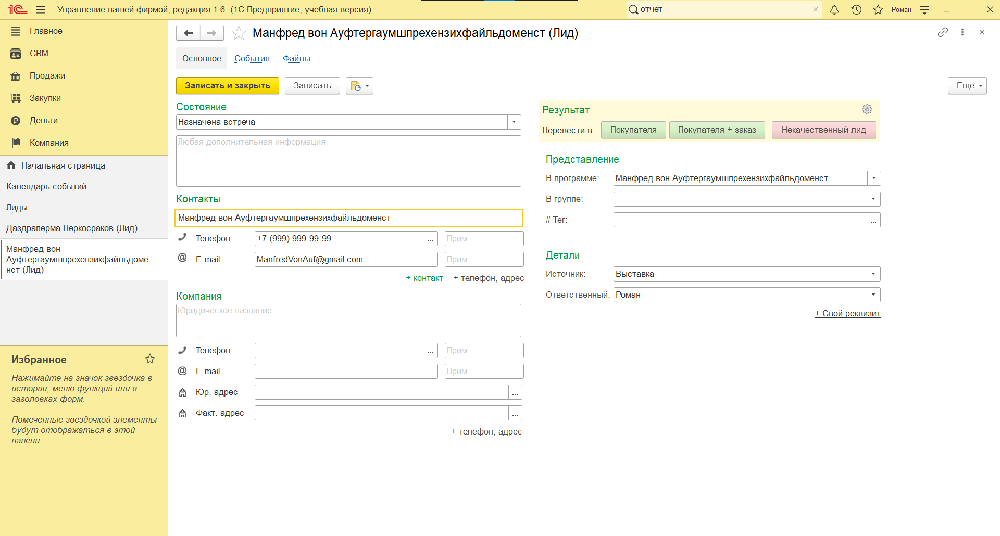 1С Управление нашей фирмой, редакция 1.6 (1С:Предприятие, учебная версия) отчет Роман
Главное
CRM
Продажи
Закупки
Деньги
Компания
Начальная страница
Календарь событий
Лиды
Даздраперма Перкосраков (Лид)
Манфред вон
Ауфтергаумшпрехензихфайльдоме
нст (Лид)
Избранное
Нажимайте на значок звездочка в
истории, меню функций или в
заголовках форм.
Помеченные звездочкой элементы
будут отображаться в этой
панели.
Манфред вон Ауфтергаумшпрехензихфайльдоменст (Лид)
Основное События Файлы
Записать и закрыть Записать Еще
Состояние
Назначена встреча
Любая дополнительная информация
Контакты
Манфред вон Ауфтергаумшпрехензихфайльдоменст
Телефон +7 (999) 999-99-99 ... Прим.
E-mail ManfredVonAuf@gmail.com Прим.
+ контакт + телефон, адрес
Компания
Юридическое название
Телефон ... Прим.
E-mail Прим.
Юр. адрес ...
Факт. адрес ...
+ телефон, адрес
Результат
Перевести в: Покупателя Покупателя + заказ Некачественный лид
Представление
В программе: Манфред вон Ауфтергаумшпрехензихфайльдоменст
В группе:
# Тег: ...
Детали
Источник: Выставка
Ответственный: Роман
+ Свой реквизит